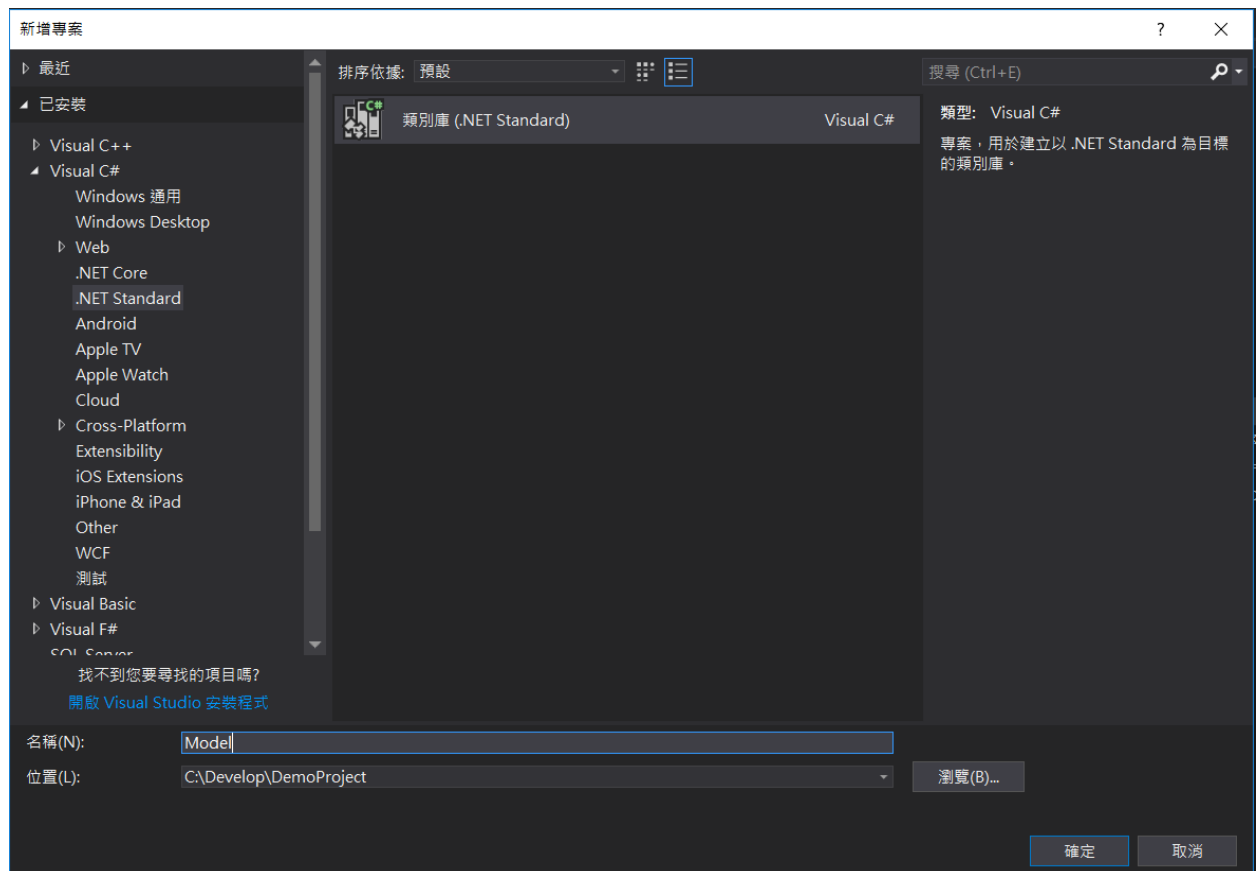 新增專案
?
最近
已安裝
Visual C++
Visual C#
Windows 通用
Windows Desktop
Web
.NET Core
.NET Standard
Android
Apple TV
Apple Watch
Cloud
Cross-Platform
Extensibility
iOS Extensions
iPhone & iPad
Other
WCF
測試
Visual Basic
Visual F#
SQL Server
找不到您要尋找的項目嗎?
開啟 Visual Studio 安裝程式
排序依據: 預設
C#
類別庫 (.NET Standard) Visual C#
搜尋 (Ctrl+E)
類型: Visual C#
專案，用於建立以 .NET Standard 為目標
的類別庫。
名稱(N): Model
位置(L): C:\Develop\DemoProject 瀏覽(B)...
確定 取消